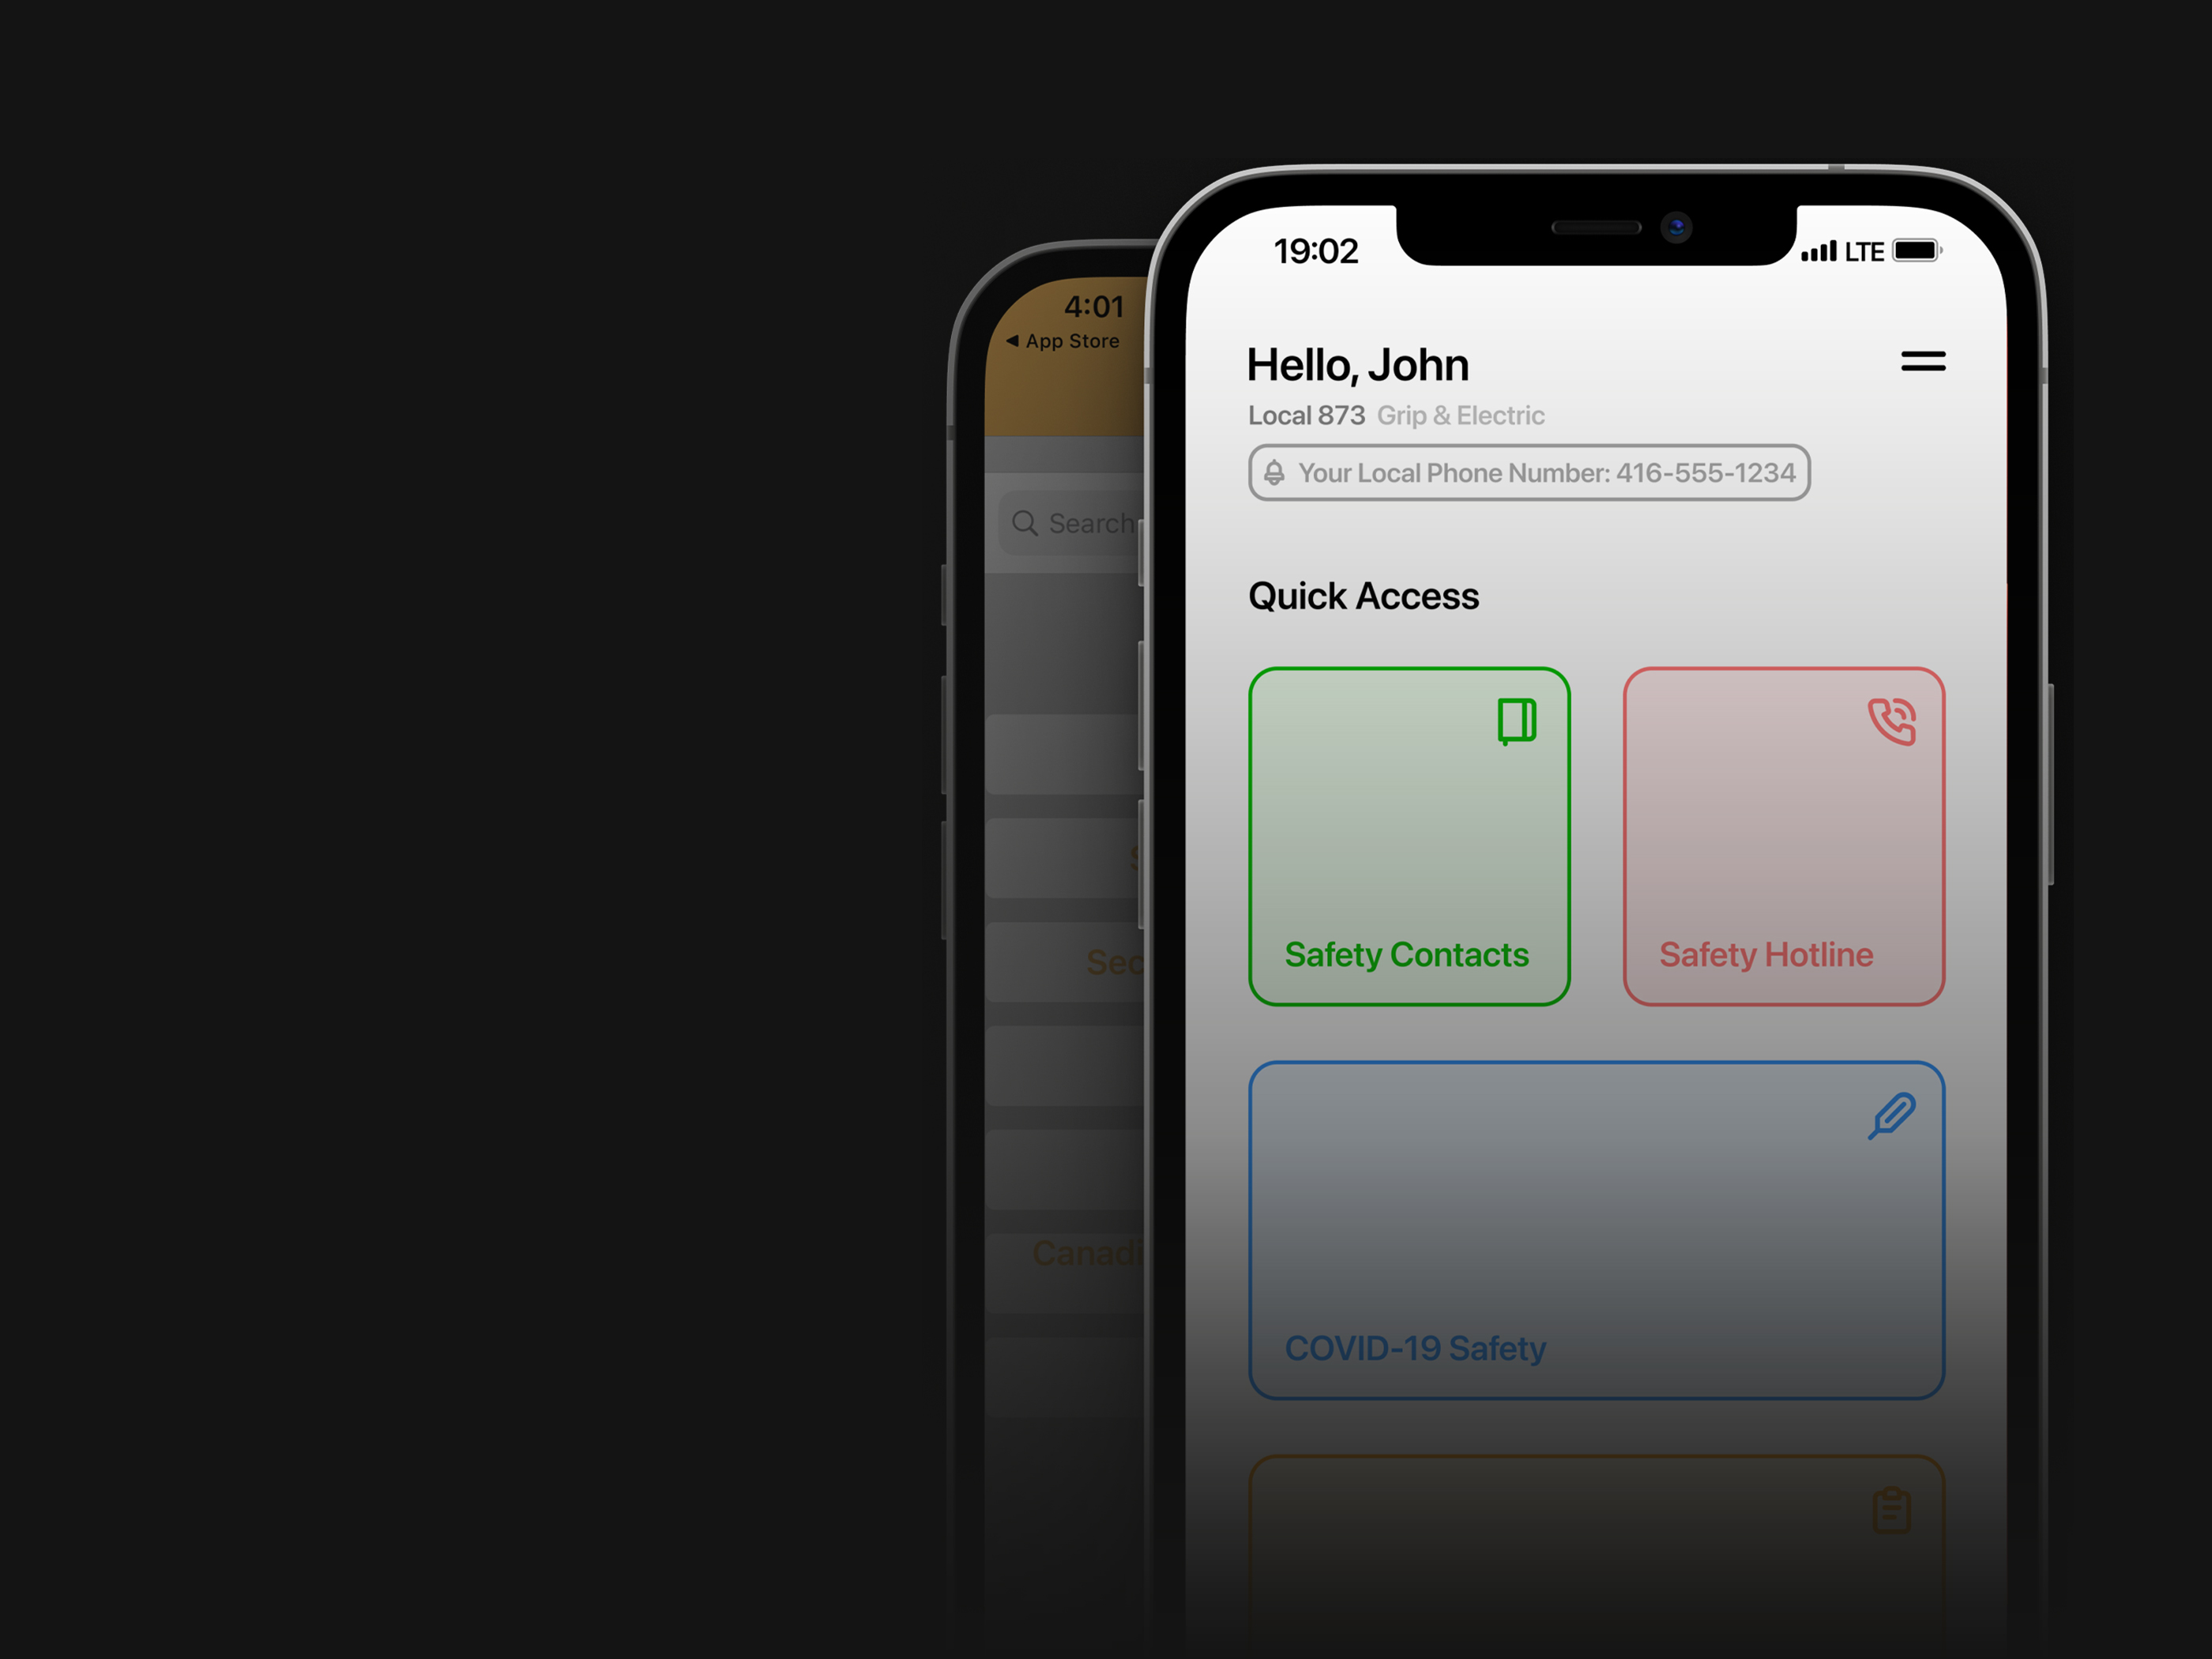 4:01
App Store
Search
Sec
Canadi
19:02
LTE
Hello, John
Local 873 Grip & Electric
Your Local Phone Number: 416-555-1234
Quick Access
Safety Contacts
Safety Hotline
COVID-19 Safety